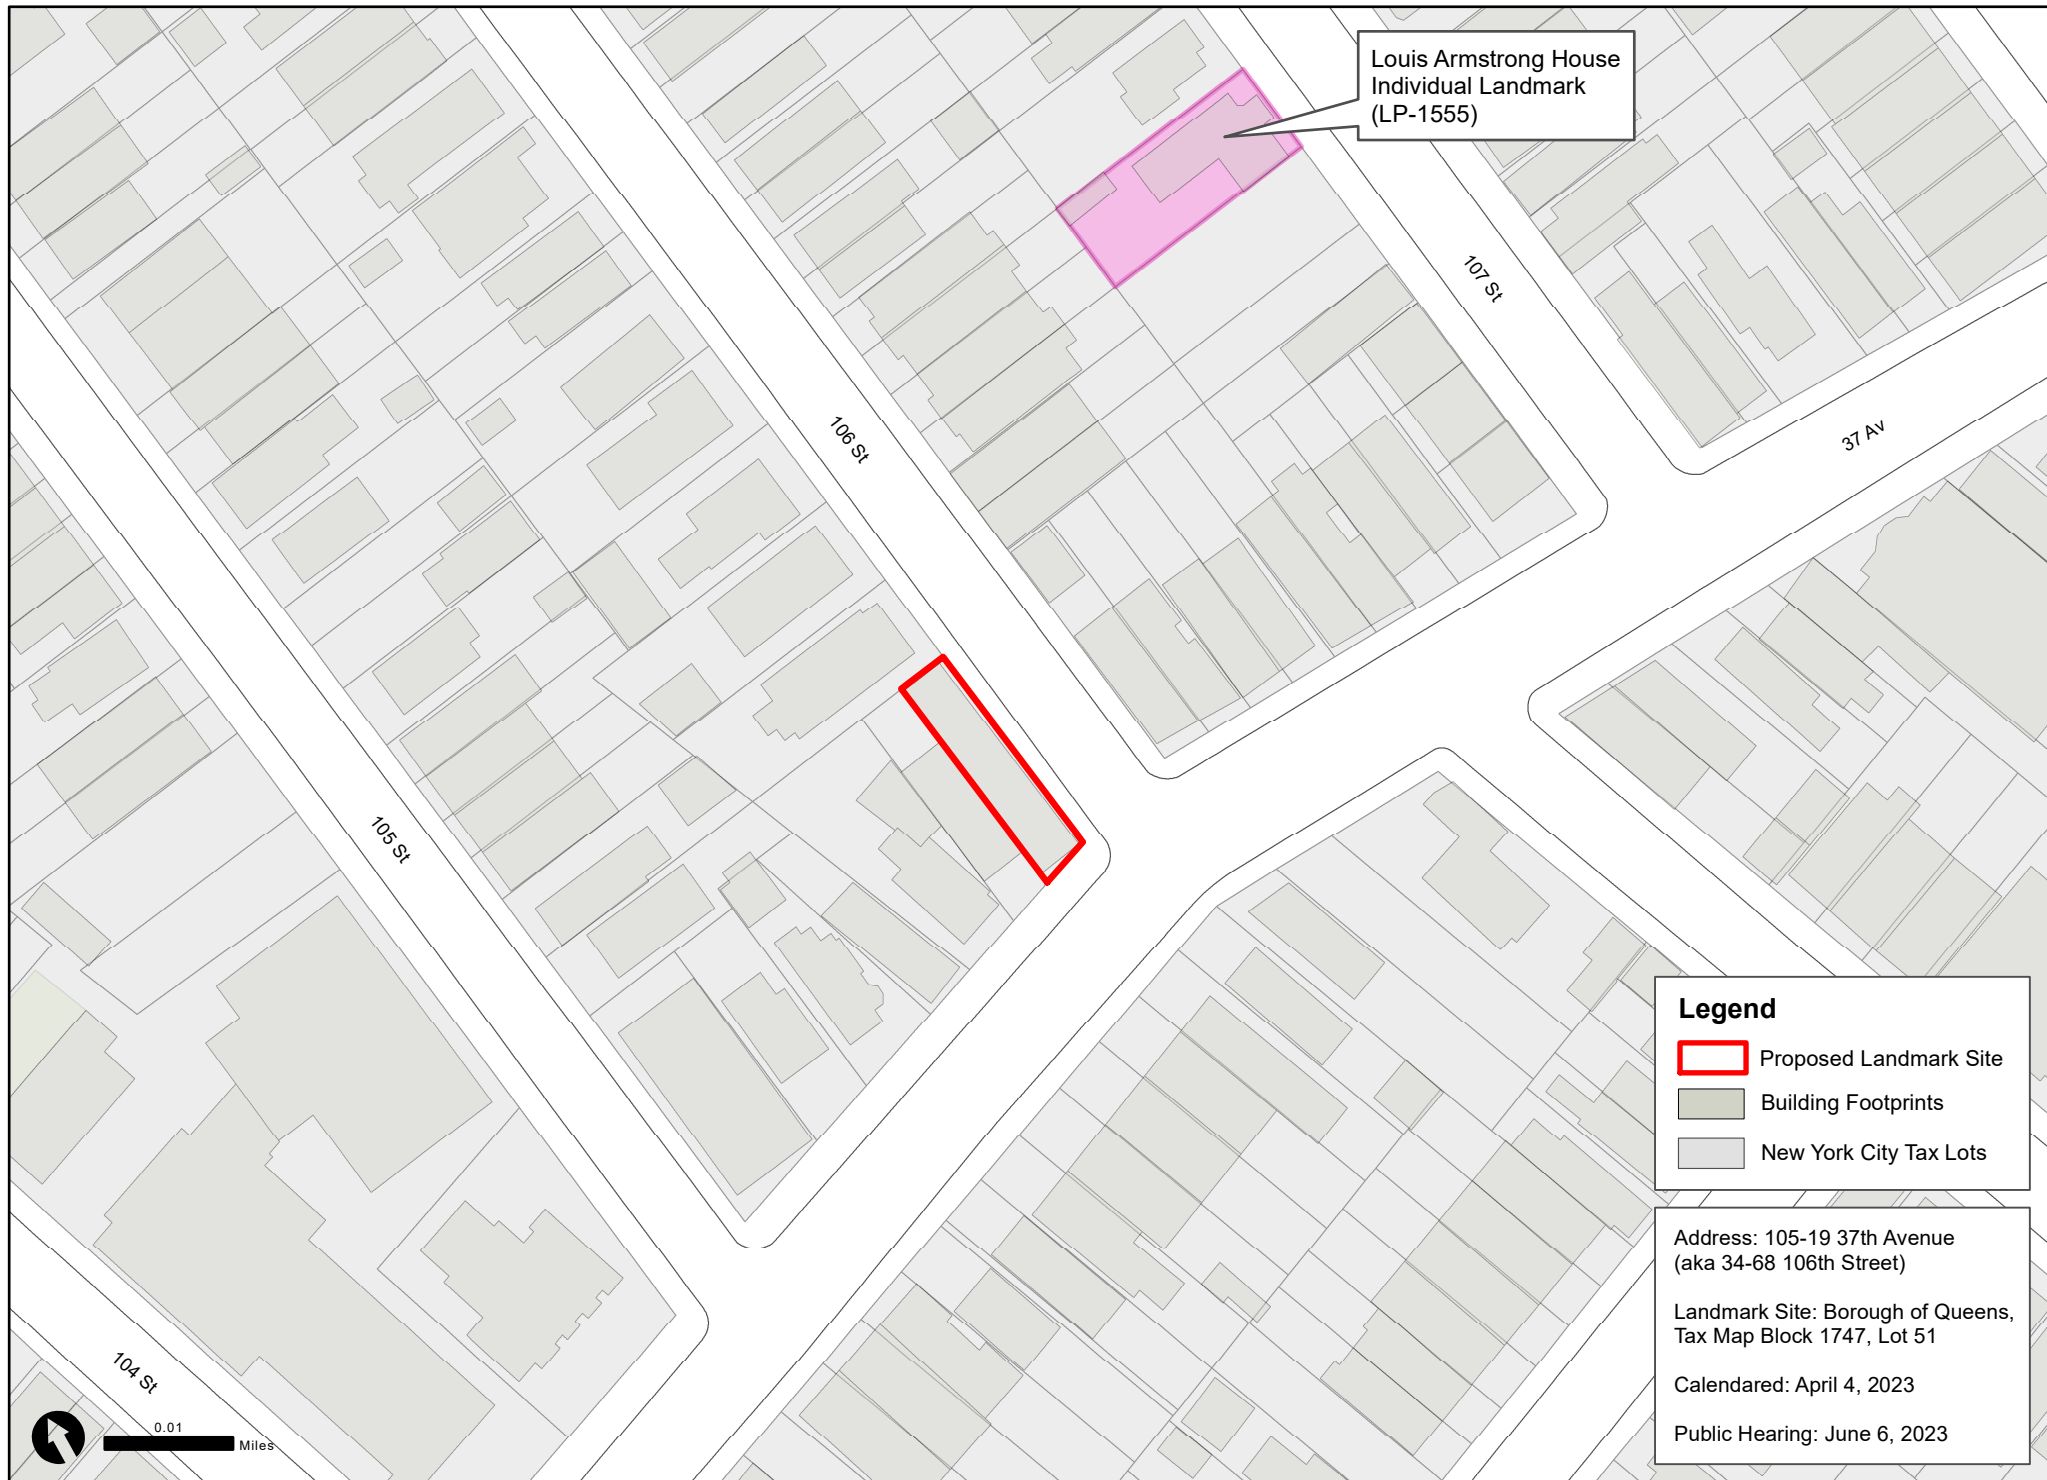 Louis Armstrong House
Individual Landmark
(LP-1555)
107 St
37 Av
106 St
105 St
104 St
Legend
Proposed Landmark Site
Building Footprints
New York City Tax Lots
Address: 105-19 37th Avenue
(aka 34-68 106th Street)
Landmark Site: Borough of Queens,
Tax Map Block 1747, Lot 51
Calendared: April 4, 2023
Public Hearing: June 6, 2023
0.01
Miles